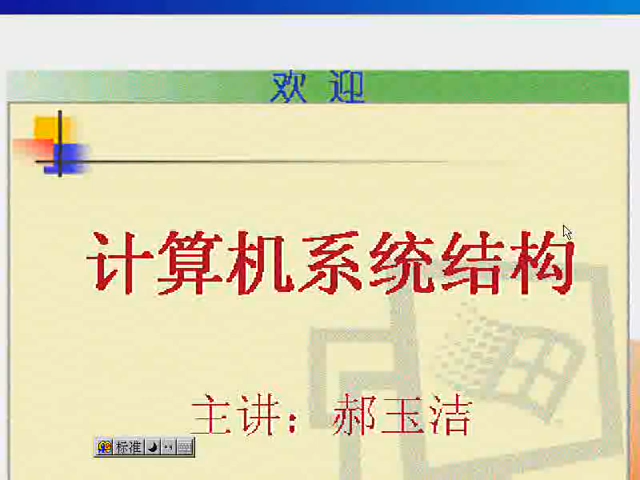 欢 迎
计算机系统结构
主讲：郝玉洁
标准